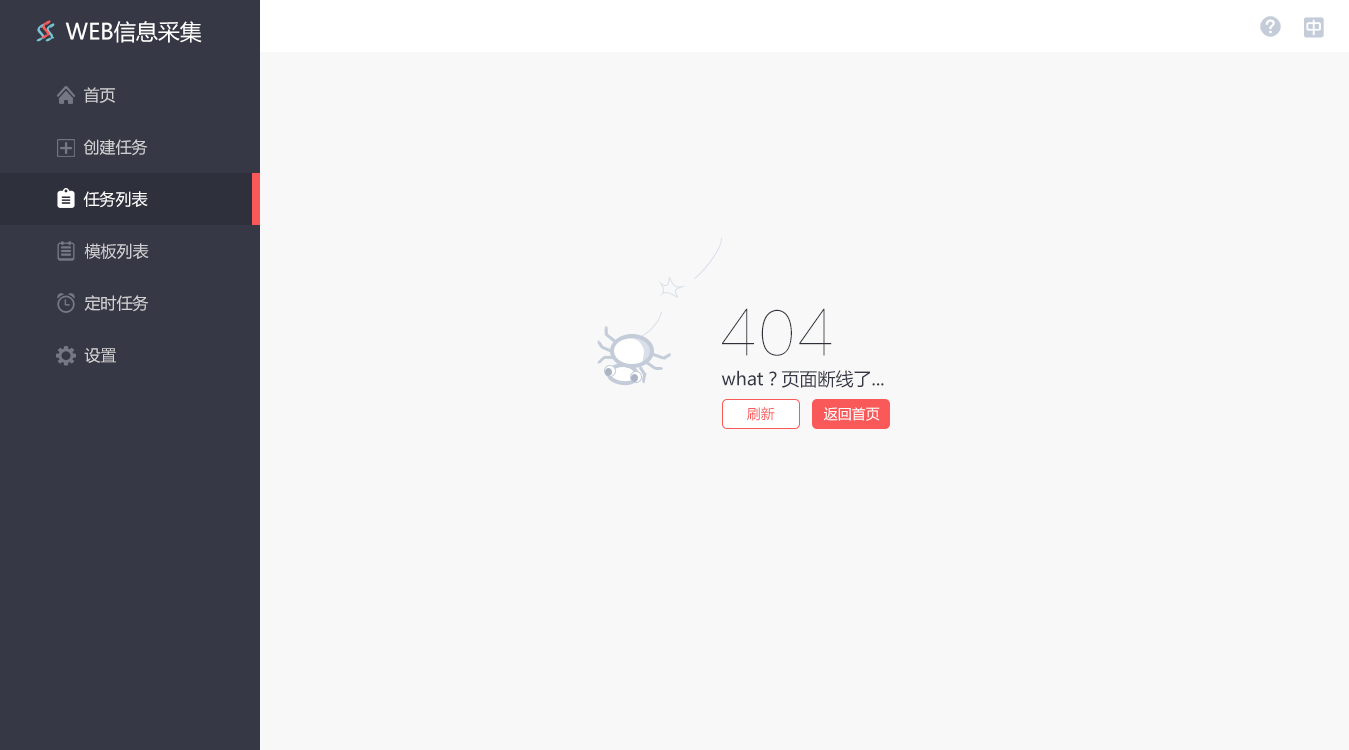 WEB信息采集
首页
创建任务
任务列表
模板列表
定时任务
设置
?
中
404
what？页面断线了...
刷新
返回首页